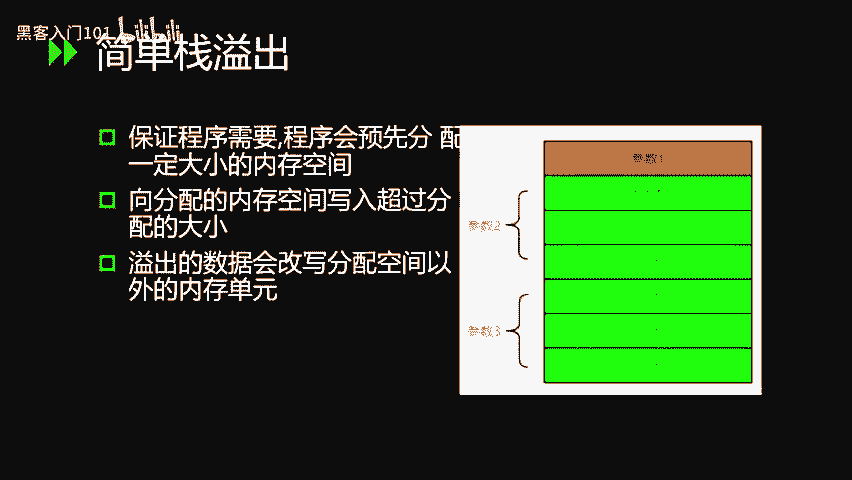 黑客入门101
简单栈溢出
保证程序需要,程序会预先分 配
一定大小的内存空间
向分配的内存空间写入超过分
配的大小
溢出的数据会改写分配空间以
外的内存单元
参数1
参数2
参数3